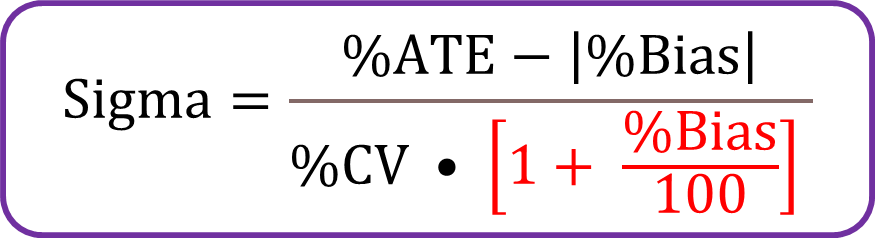 Sigma = %ATE − |%Bias|
%CV • [1 + %Bias
100]